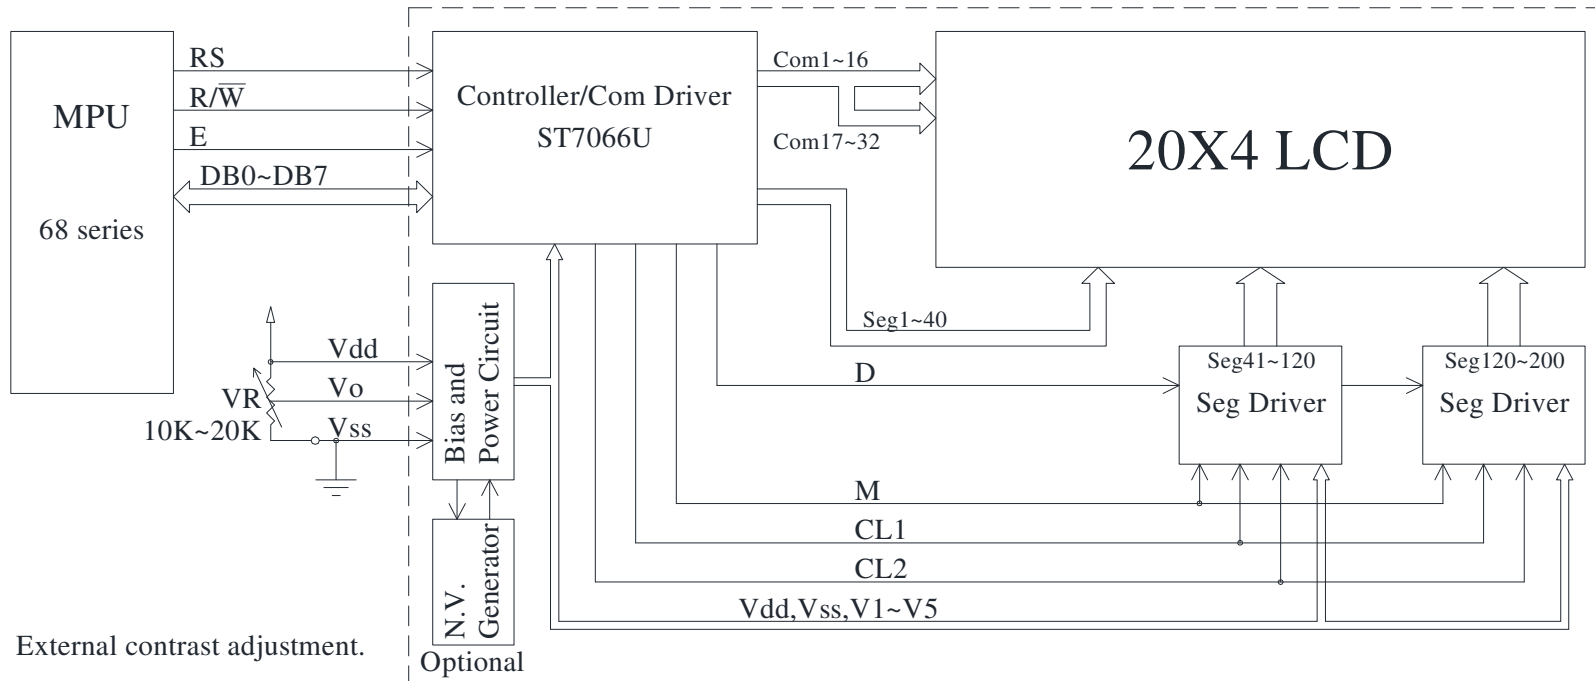 MPU
68 series
RS
R/W̅
E
DB0~DB7
Controller/Com Driver
ST7066U
Com1~16
Com17~32
20X4 LCD
Seg1~40
Vdd
Vo
Vss
VR
10K~20K
Bias and
Power Circuit
N.V.
Generator
Optional
D
Seg41~120
Seg Driver
Seg120~200
Seg Driver
M
CL1
CL2
Vdd,Vss,V1~V5
External contrast adjustment.